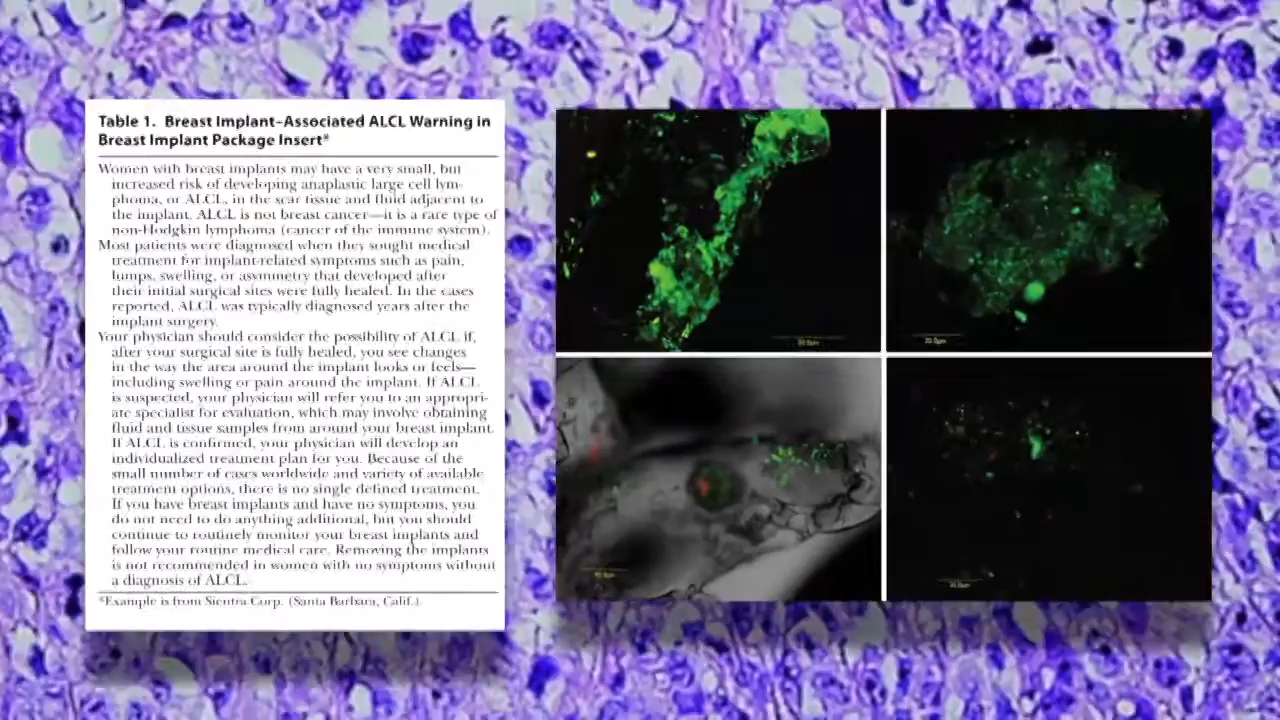 Table 1. Breast Implant–Associated ALCL Warning in
Breast Implant Package Insert*
Women with breast implants may have a very small, but
increased risk of developing anaplastic large cell lym-
phoma, or ALCL, in the scar tissue and fluid adjacent to
the implant. ALCL is not breast cancer—it is a rare type of
non-Hodgkin lymphoma (cancer of the immune system).
Most patients were diagnosed when they sought medical
treatment for implant-related symptoms such as pain,
lumps, swelling, or asymmetry that developed after
their initial surgical sites were fully healed. In the cases
reported, ALCL was typically diagnosed years after the
implant surgery.
Your physician should consider the possibility of ALCL if,
after your surgical site is fully healed, you see changes
in the way the area around the implant looks or feels—
including swelling or pain around the implant. If ALCL
is suspected, your physician will refer you to an appropri-
ate specialist for evaluation, which may involve obtaining
fluid and tissue samples from around your breast implant.
If ALCL is confirmed, your physician will develop an
individualized treatment plan for you. Because of the
small number of cases worldwide and variety of available
treatment options, there is no single defined treatment.
If you have breast implants and have no symptoms, you
do not need to do anything additional, but you should
continue to routinely monitor your breast implants and
follow your routine medical care. Removing the implants
is not recommended in women with no symptoms without
a diagnosis of ALCL.
*Example is from Sientra Corp. (Santa Barbara, Calif.).
20.0µm